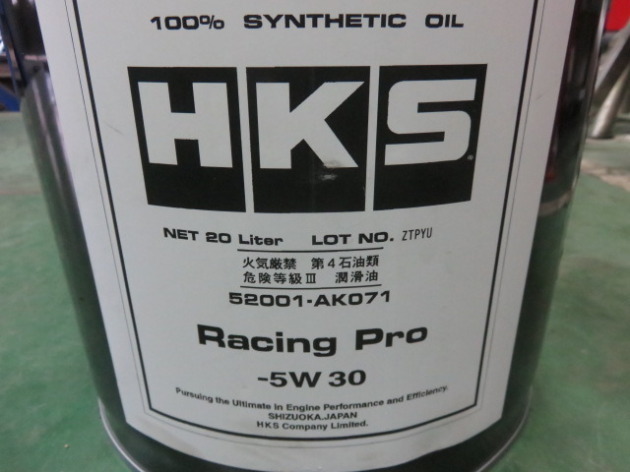 100% SYNTHETIC OIL
HKS
NET 20 Liter LOT NO. ZTPYU
火気厳禁 第4石油類
危険等級Ⅲ 潤滑油
52001-AK071
Racing Pro
-5W 30
Pursuing the Ultimate in Engine Performance and Efficiency.
SHIZUOKA.JAPAN
HKS Company Limited.